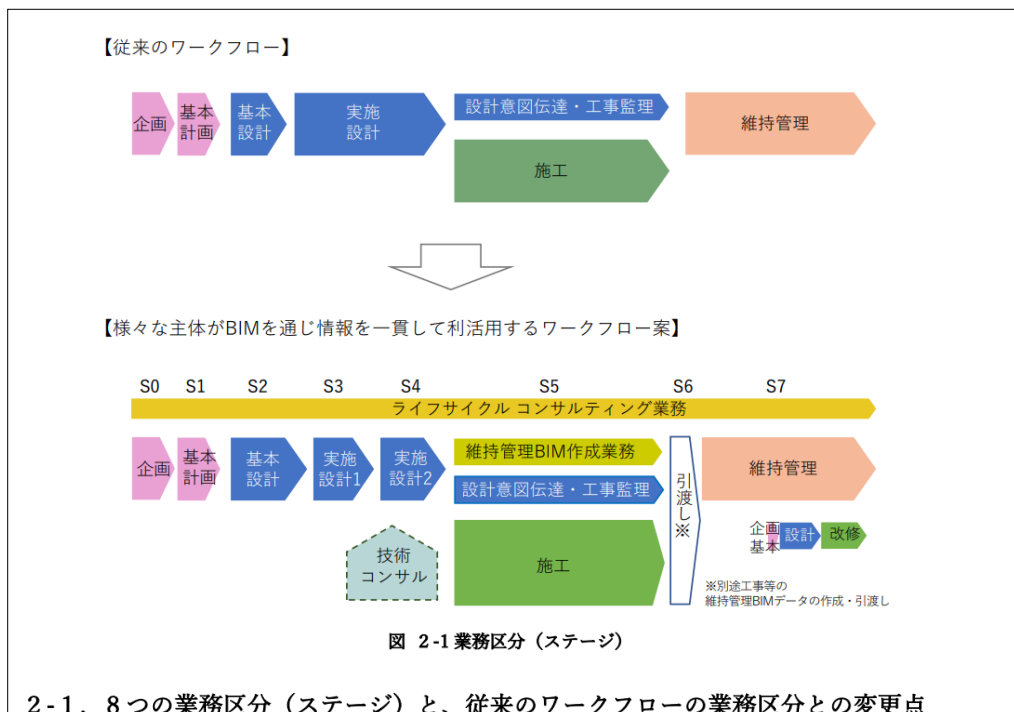 【従来のワークフロー】
企画
基本
計画
基本
設計
実施
設計
設計意図伝達・工事監理
施工
維持管理
【様々な主体がBIMを通じ情報を一貫して利活用するワークフロー案】
S0 S1 S2 S3 S4 S5 S6 S7
ライフサイクル コンサルティング業務
企画
基本
計画
基本
設計
実施
設計1
実施
設計2
維持管理BIM作成業務
設計意図伝達・工事監理
施工
技術
コンサル
引渡し※
維持管理
企画
基本
設計
改修
※別途工事等の
維持管理BIMデータの作成・引渡し
図 2-1 業務区分（ステージ）
2-1．8つの業務区分（ステージ）と、従来のワークフローの業務区分との変更点